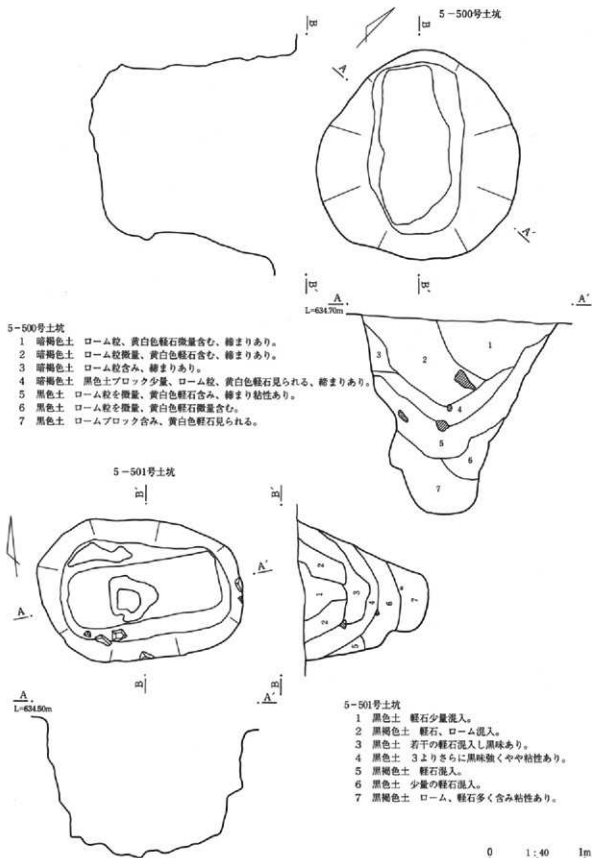 5-500号土坑
B
B
A
A'
B'
B'
A
L=634.70m
A'
1
2
3
4
5
6
7
5-500号土坑
1 暗褐色土 ローム粒、黄白色軽石微量含む、締まりあり。
2 暗褐色土 ローム粒微量、黄白色軽石含む、締まりあり。
3 暗褐色土 ローム粒含み、締まりあり。
4 暗褐色土 黒色土ブロック少量、ローム粒、黄白色軽石見られる、締まりあり。
5 黒色土 ローム粒を微量、黄白色軽石含み、締まり粘性あり。
6 黒色土 ローム粒を微量、黄白色軽石微量含む。
7 黒色土 ロームブロック含み、黄白色軽石見られる。
5-501号土坑
B'
B'
A
A'
B
B
1
2
2
3
4
5
6
7
A
L=634.50m
A'
5-501号土坑
1 黒色土 軽石少量混入。
2 黒褐色土 軽石、ローム混入。
3 黒色土 若干の軽石混入し黒味あり。
4 黒色土 3よりさらに黒味強くやや粘性あり。
5 黒褐色土 軽石混入。
6 黒色土 少量の軽石混入。
7 黒褐色土 ローム、軽石多く含み粘性あり。
0 1:40 1m